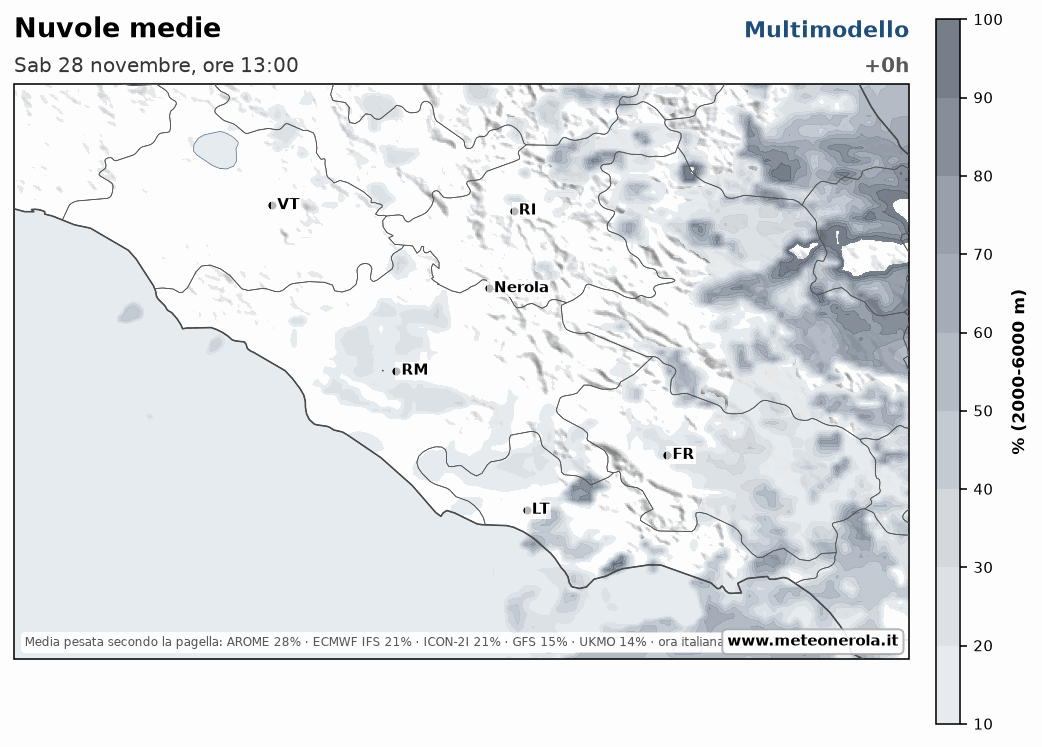 Nuvole medie
Multimodello
Sab 28 novembre, ore 13:00
+0h
VT
RI
Nerola
RM
FR
LT
Media pesata secondo la pagella: AROME 28% · ECMWF IFS 21% · ICON-2I 21% · GFS 15% · UKMO 14% · ora italiana
www.meteonerola.it
100
90
80
70
60
50
40
30
20
10
% (2000-6000 m)